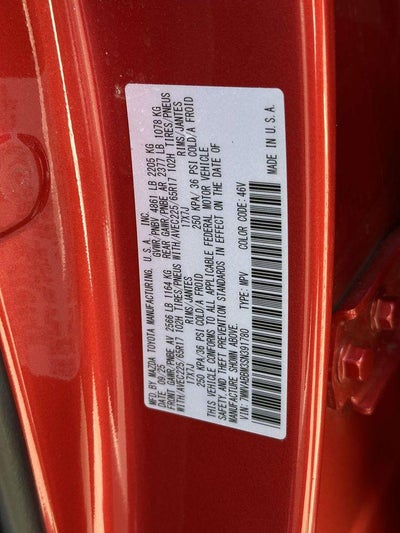 MFD. BY MAZDA TOYOTA MANUFACTURING, U.S.A., INC.
DATE: 09/25 GVWR/PNBV 4861 LB 2205 KG
FRONT GAWR/PNBE AV 2566 LB 1164 KG REAR GAWR/PNBE AR 2377 LB 1078 KG
WITH/AVEC225/65R17 102H TIRES/PNEUS WITH/AVEC225/65R17 102H TIRES/PNEUS
17X7J RIMS/JANTES 17X7J RIMS/JANTES
250 KPA/36 PSI COLD/A FROID 250 KPA/ 36 PSI COLD/A FROID
THIS VEHICLE CONFORMS TO ALL APPLICABLE FEDERAL MOTOR VEHICLE
SAFETY, AND THEFT PREVENTION STANDARDS IN EFFECT ON THE DATE OF
MANUFACTURE SHOWN ABOVE.
VIN: 7MMVABBM3SN391780 TYPE: MPV COLOR CODE: 46V
MADE IN U.S.A.